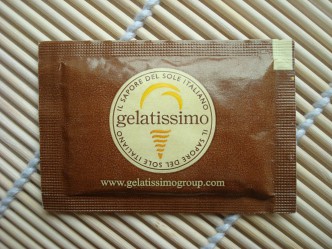 IL SAPORE DEL SOLE ITALIANO
gelatissimo
IL SAPORE DEL SOLE ITALIANO
www.gelatissimogroup.com